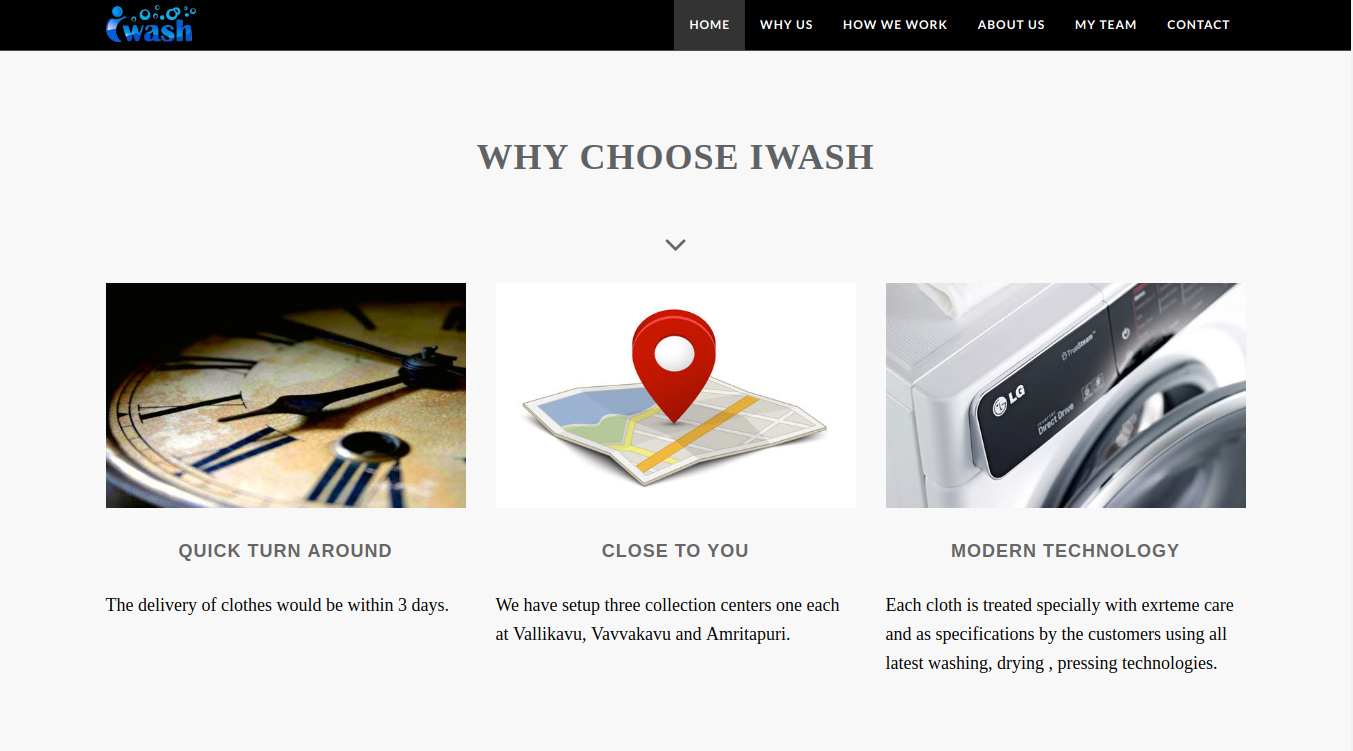 iwash
HOME WHY US HOW WE WORK ABOUT US MY TEAM CONTACT
WHY CHOOSE IWASH
TrueSteam™
LG
Inverter
Direct Drive
QUICK TURN AROUND
The delivery of clothes would be within 3 days.
CLOSE TO YOU
We have setup three collection centers one each
at Vallikavu, Vavvakavu and Amritapuri.
MODERN TECHNOLOGY
Each cloth is treated specially with exrteme care
and as specifications by the customers using all
latest washing, drying , pressing technologies.